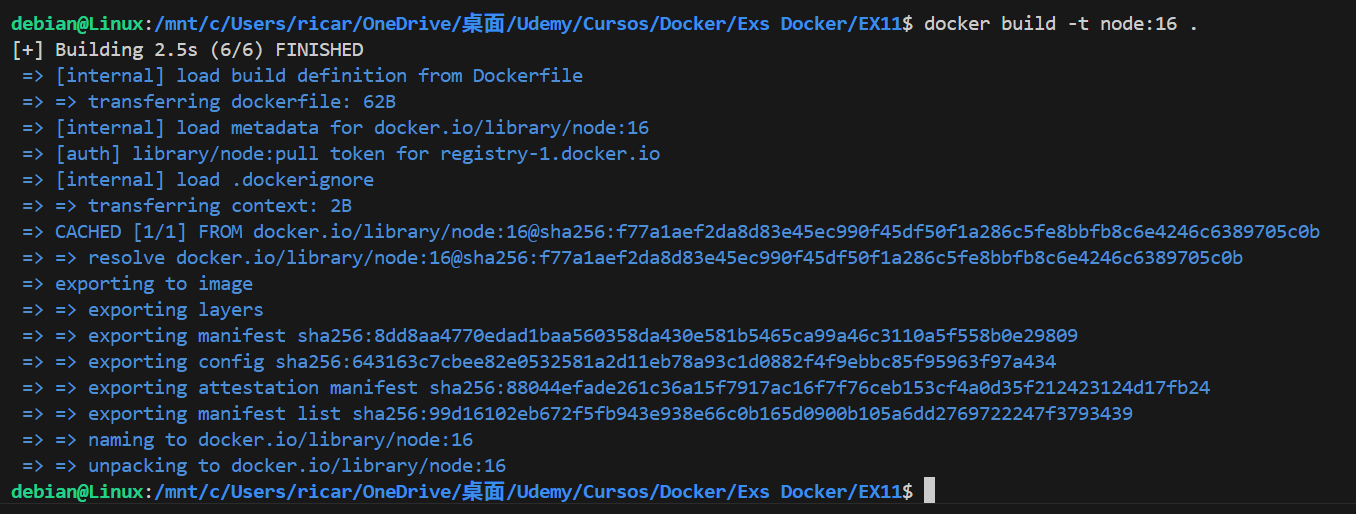 debian@Linux:/mnt/c/Users/ricar/OneDrive/桌面/Udemy/Cursos/Docker/Exs Docker/EX11$ docker build -t node:16 .
[+] Building 2.5s (6/6) FINISHED
=> [internal] load build definition from Dockerfile
=> => transferring dockerfile: 62B
=> [internal] load metadata for docker.io/library/node:16
=> [auth] library/node:pull token for registry-1.docker.io
=> [internal] load .dockerignore
=> => transferring context: 2B
=> CACHED [1/1] FROM docker.io/library/node:16@sha256:f77a1aef2da8d83e45ec990f45df50f1a286c5fe8bbfb8c6e4246c6389705c0b
=> => resolve docker.io/library/node:16@sha256:f77a1aef2da8d83e45ec990f45df50f1a286c5fe8bbfb8c6e4246c6389705c0b
=> exporting to image
=> => exporting layers
=> => exporting manifest sha256:8dd8aa4770edad1baa560358da430e581b5465ca99a46c3110a5f558b0e29809
=> => exporting config sha256:643163c7cbee82e0532581a2d11eb78a93c1d0882f4f9ebbc85f95963f97a434
=> => exporting attestation manifest sha256:88044efade261c36a15f7917ac16f7f76ceb153cf4a0d35f212423124d17fb24
=> => exporting manifest list sha256:99d16102eb672f5fb943e938e66c0b165d0900b105a6dd2769722247f3793439
=> => naming to docker.io/library/node:16
=> => unpacking to docker.io/library/node:16
debian@Linux:/mnt/c/Users/ricar/OneDrive/桌面/Udemy/Cursos/Docker/Exs Docker/EX11$